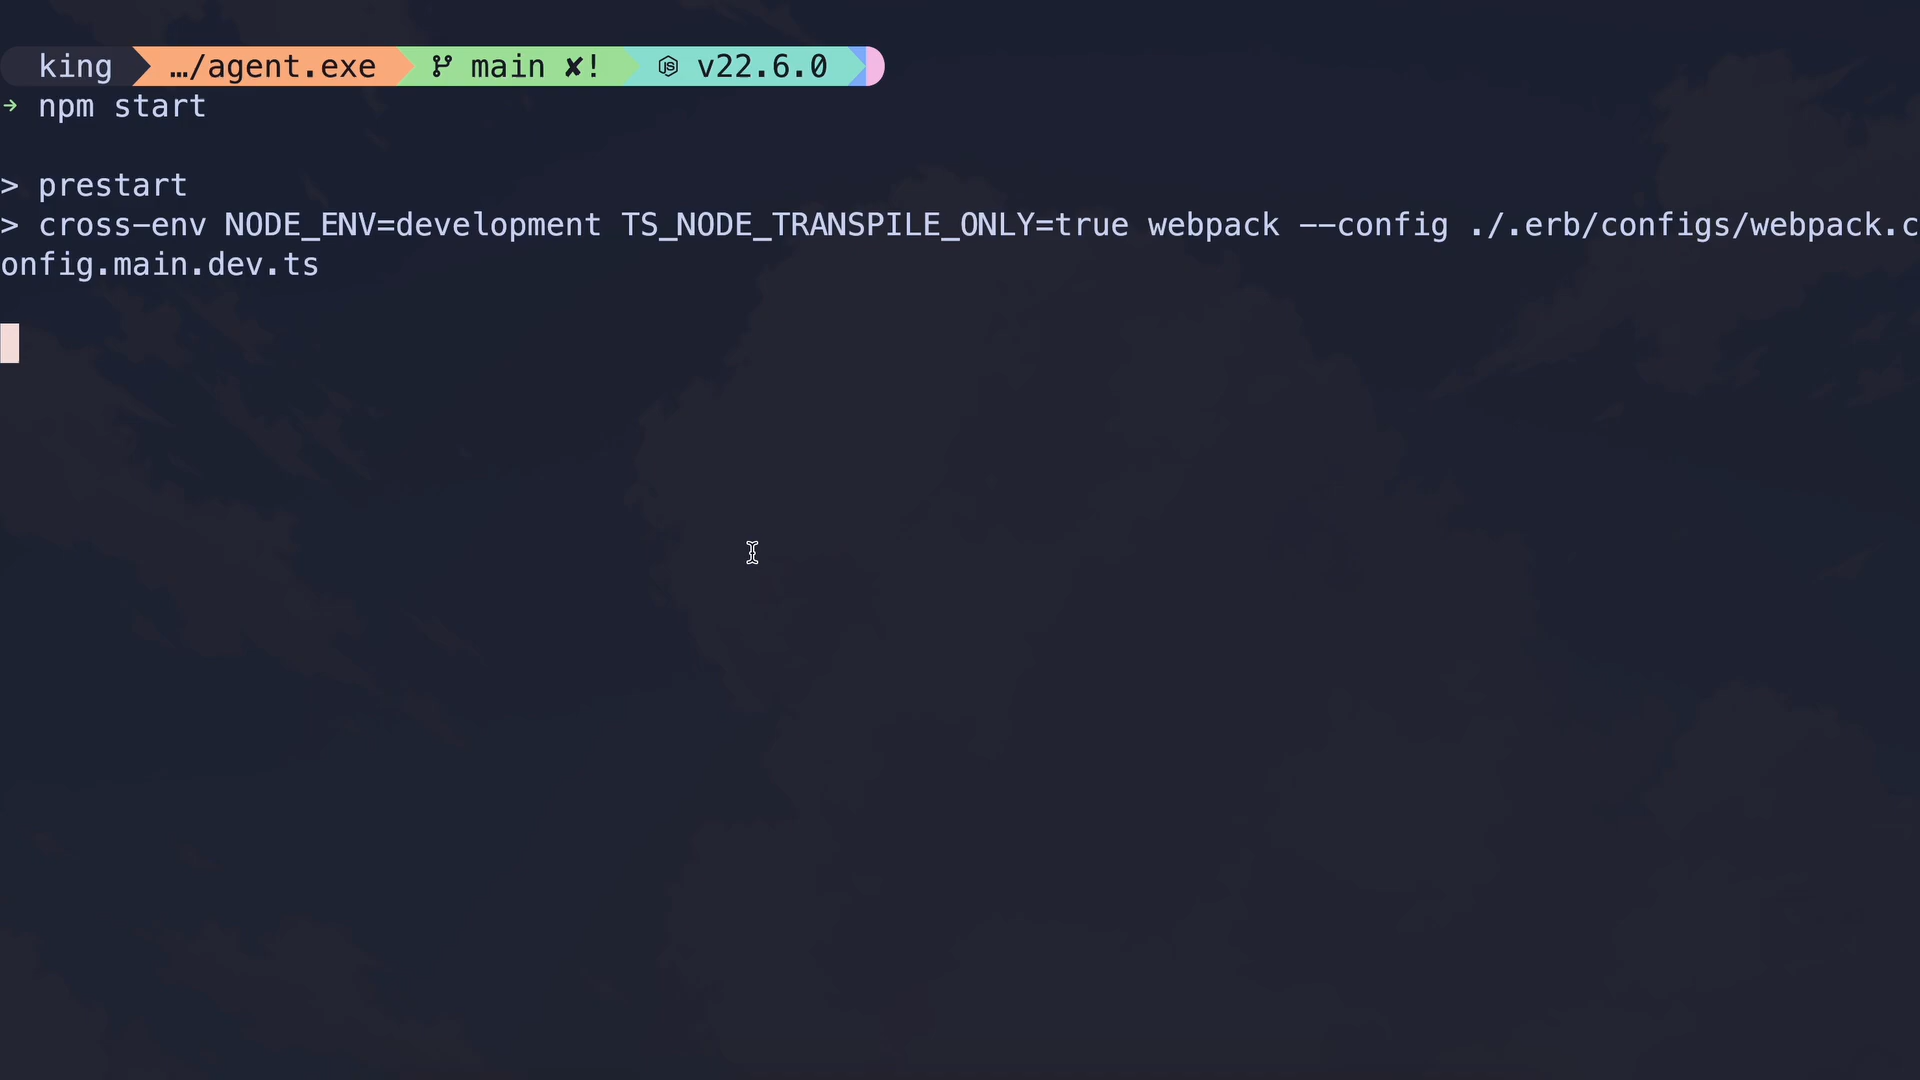 king …/agent.exe main ✘! v22.6.0
➜ npm start
> prestart
> cross-env NODE_ENV=development TS_NODE_TRANSPILE_ONLY=true webpack --config ./.erb/configs/webpack.c
onfig.main.dev.ts